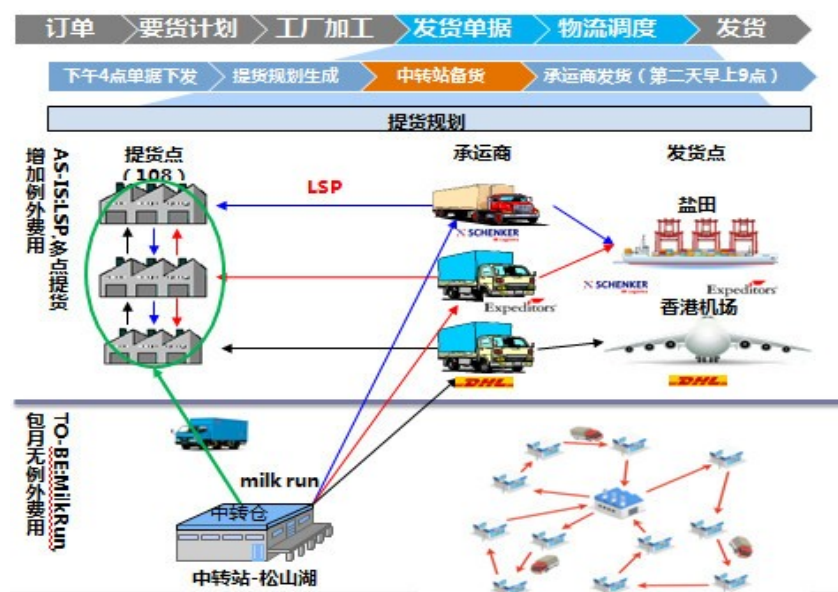 订单 要货计划 工厂加工 发货单据 物流调度 发货
下午4点单据下发 提货规划生成 中转站备货 承运商发货(第二天早上9点)
提货规划
AS-IS:LSP,多点提货
增加例外费用
提货点
(108)
承运商
发货点
LSP
盐田
SCHENKER
SCHENKER
Expeditors
Expeditors
香港机场
DHL
DHL
TO-BE:MilkRun,
包月无例外费用
milk run
中转仓
中转站-松山湖